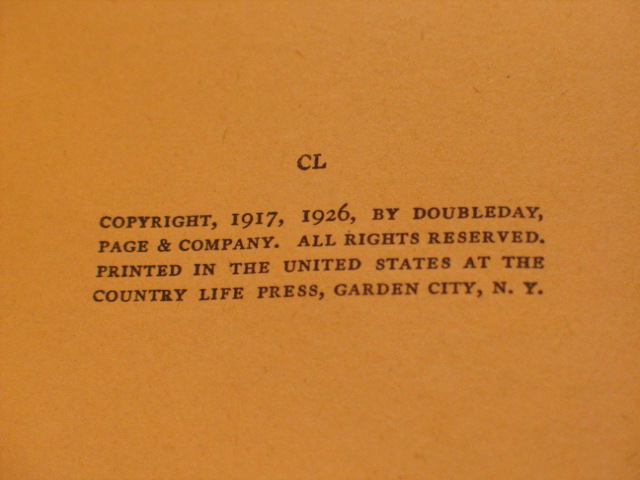 CL
COPYRIGHT, 1917, 1926, BY DOUBLEDAY,
PAGE & COMPANY. ALL RIGHTS RESERVED.
PRINTED IN THE UNITED STATES AT THE
COUNTRY LIFE PRESS, GARDEN CITY, N. Y.